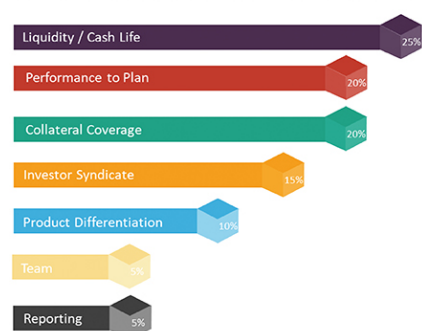 Liquidity / Cash Life 25%
Performance to Plan 20%
Collateral Coverage 20%
Investor Syndicate 15%
Product Differentiation 10%
Team 5%
Reporting 5%